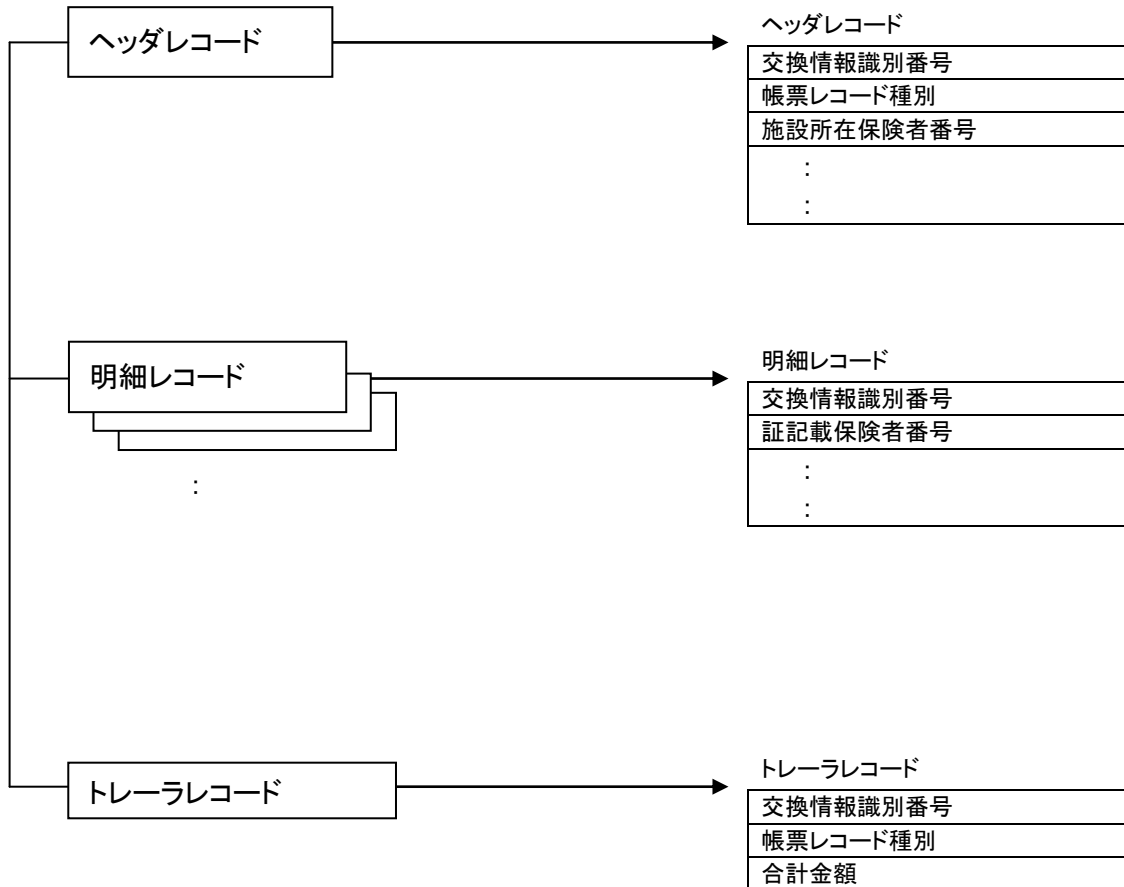 ヘッダレコード
ヘッダレコード
交換情報識別番号
帳票レコード種別
施設所在保険者番号
:
:
明細レコード
:
明細レコード
交換情報識別番号
証記載保険者番号
:
:
トレーラレコード
トレーラレコード
交換情報識別番号
帳票レコード種別
合計金額